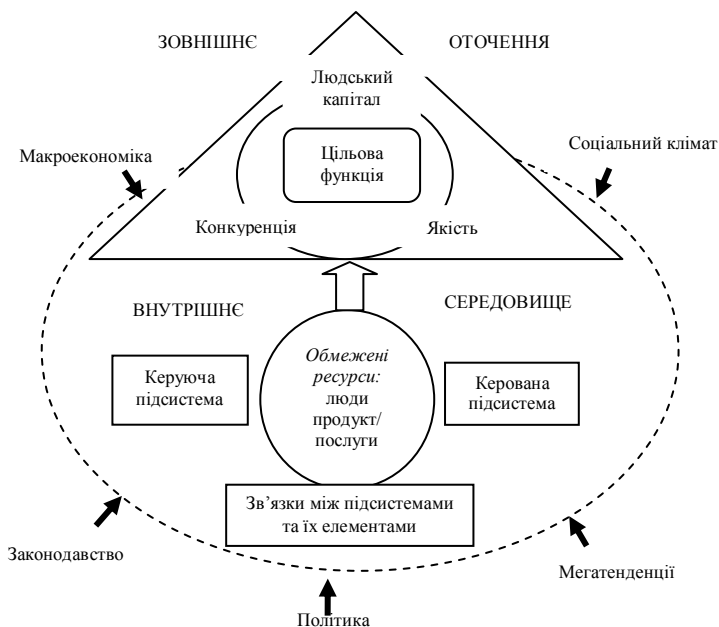 ЗОВНІШНЄ
ОТОЧЕННЯ
Людський
капітал
Цільова
функція
Макроекономіка
Соціальний клімат
Конкуренція
Якість
ВНУТРІШНЄ
СЕРЕДОВИЩЕ
Керуюча
підсистема
Обмежені
ресурси:
люди
продукт/
послуги
Керована
підсистема
Зв’язки між підсистемами
та їх елементами
Законодавство
Мегатенденції
Політика